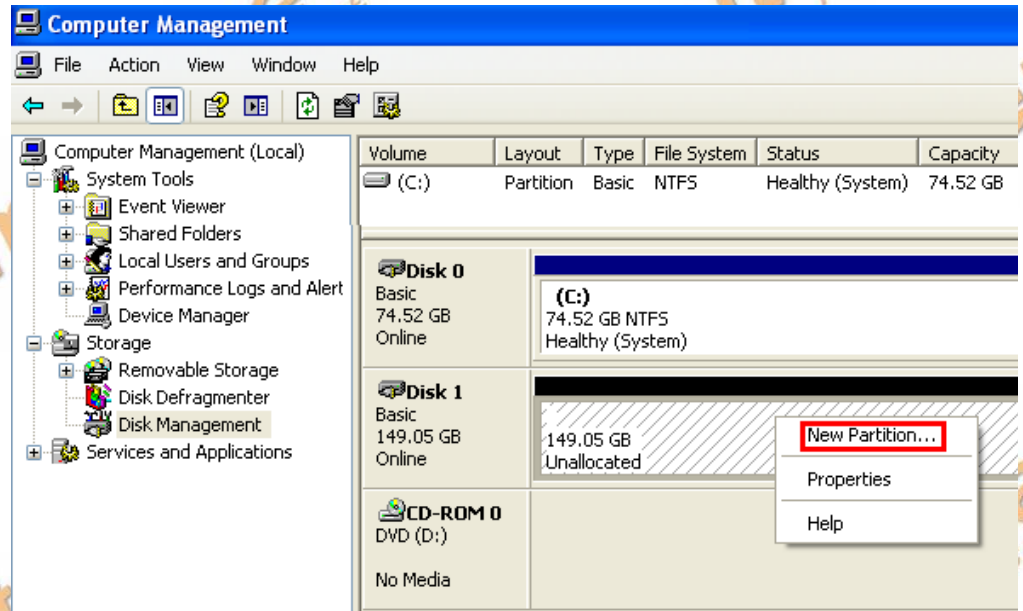 Computer Management
File Action View Window Help
Computer Management (Local)
System Tools
Event Viewer
Shared Folders
Local Users and Groups
Performance Logs and Alert
Device Manager
Storage
Removable Storage
Disk Defragmenter
Disk Management
Services and Applications
Volume Layout Type File System Status Capacity
(C:) Partition Basic NTFS Healthy (System) 74.52 GB
Disk 0
Basic
74.52 GB
Online
(C:)
74.52 GB NTFS
Healthy (System)
Disk 1
Basic
149.05 GB
Online
149.05 GB
Unallocated
New Partition...
Properties
Help
CD-ROM 0
DVD (D:)
No Media